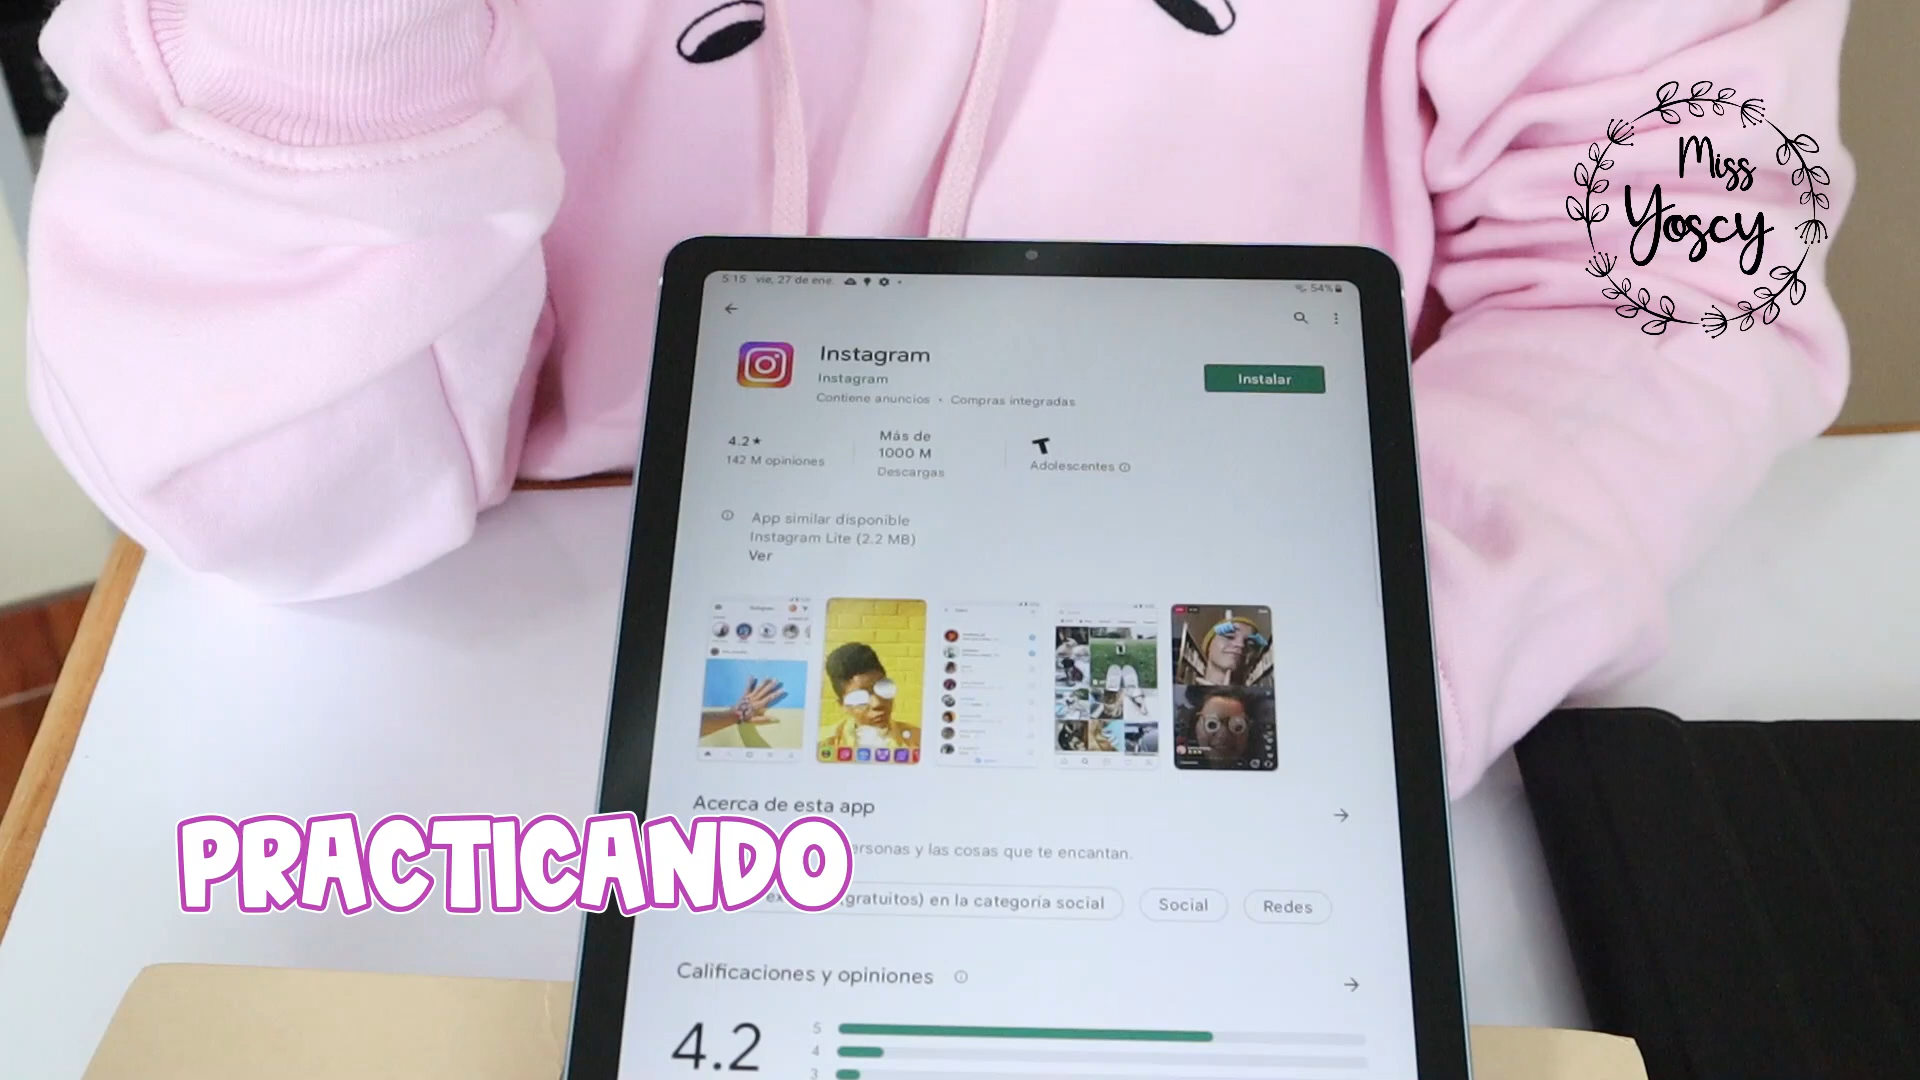 Miss
Yoscy
5:15 vie, 27 de ene.
54%
Instagram
Instagram
Contiene anuncios • Compras integradas
Instalar
4.2★
142 M opiniones
Más de
1000 M
Descargas
T
Adolescentes
App similar disponible
Instagram Lite (2.2 MB)
Ver
Acerca de esta app
PRACTICANDO
ersonas y las cosas que te encantan.
(gratuitos) en la categoría social
Social
Redes
Calificaciones y opiniones
4.2
5
4
3